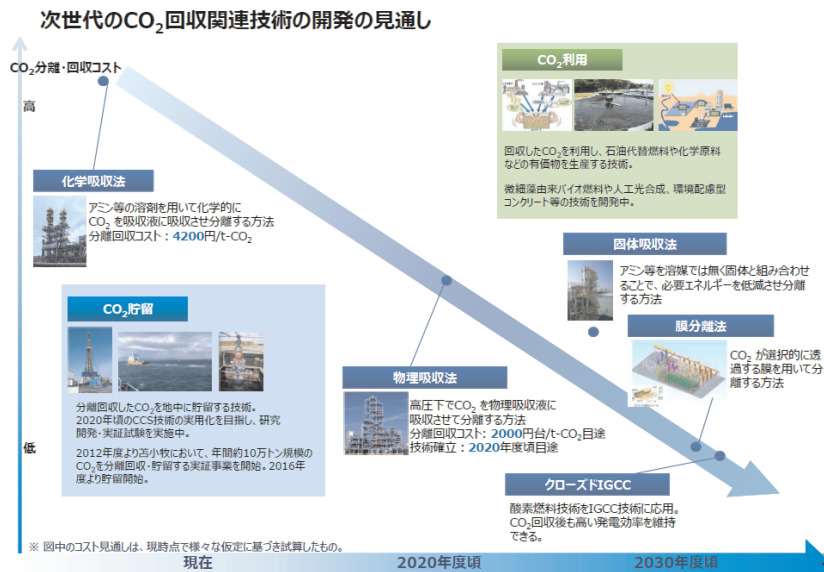 次世代のCO2回収関連技術の開発の見通し
CO2分離・回収コスト
高
低
化学吸収法
アミン等の溶剤を用いて化学的に
CO2 を吸収液に吸収させ分離する方法
分離回収コスト：4200円/t-CO2
CO2貯留
分離回収したCO2を地中に貯留する技術。
2020年頃のCCS技術の実用化を目指し、研究
開発・実証試験を実施中。
2012年度より苫小牧において、年間約10万トン規模の
CO2を分離回収・貯留する実証事業を開始。2016年
度より貯留開始。
物理吸収法
高圧下でCO2 を物理吸収液に
吸収させて分離する方法
分離回収コスト：2000円台/t-CO2目途
技術確立：2020年度頃目途
CO2利用
回収したCO2を利用し、石油代替燃料や化学原料
などの有価物を生産する技術。
微細藻由来バイオ燃料や人工光合成、環境配慮型
コンクリート等の技術を開発中。
固体吸収法
アミン等を溶媒では無く固体と組み合わせ
ることで、必要エネルギーを低減させ分離
する方法
膜分離法
CO2 が選択的に透
過する膜を用いて分
離する方法
クローズドIGCC
酸素燃料技術をIGCC技術に応用。
CO2回収後も高い発電効率を維持
できる。
※ 図中のコスト見通しは、現時点で様々な仮定に基づき試算したもの。
現在
2020年度頃
2030年度頃